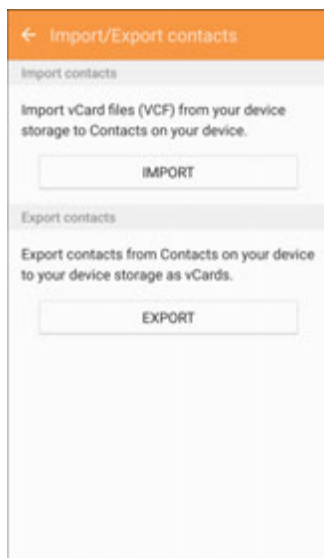 Import/Export contacts
Import contacts
Import vCard files (VCF) from your device
storage to Contacts on your device.
IMPORT
Export contacts
Export contacts from Contacts on your device
to your device storage as vCards.
EXPORT